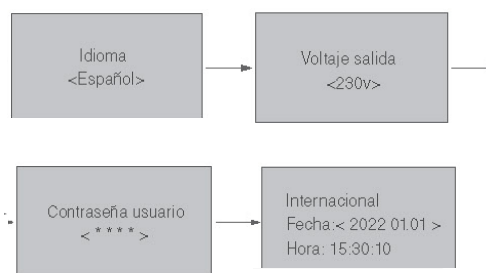 Idioma
<Español>
Voltaje salida
<230v>
Contraseña usuario
< * * * * >
Internacional
Fecha:< 2022 01.01 >
Hora: 15:30:10